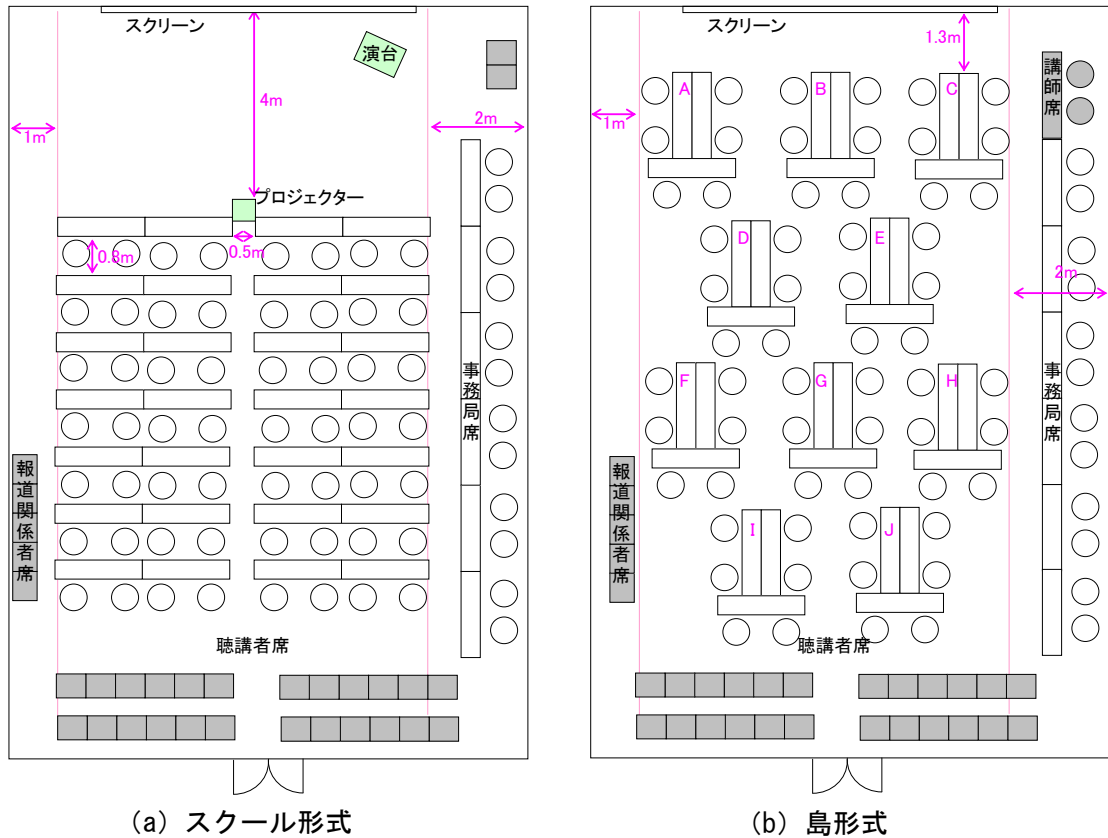 スクリーン
演台
4m
1m
2m
プロジェクター
0.5m
0.8m
事務局席
報道関係者席
聴講者席
(a) スクール形式
スクリーン
1.3m
講師席
1m
A
B
C
D
E
2m
F
G
H
事務局席
報道関係者席
I
J
聴講者席
(b) 島形式